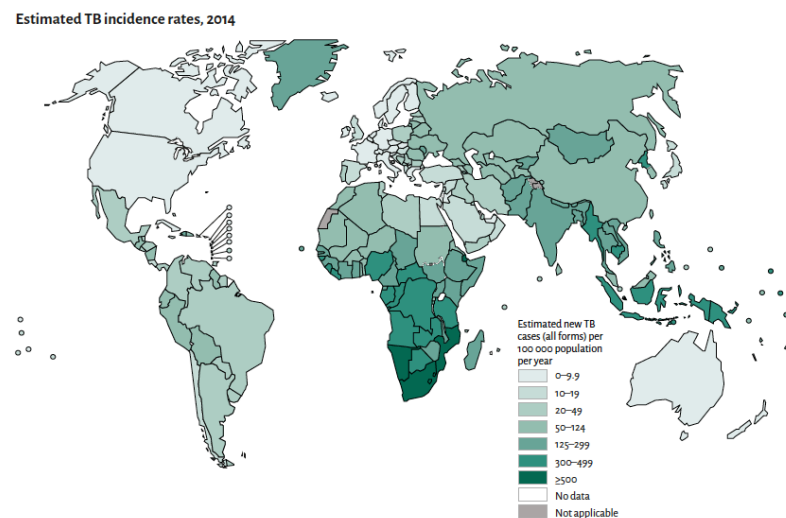 Estimated TB incidence rates, 2014
Estimated new TB
cases (all forms) per
100 000 population
per year
0–9.9
10–19
20–49
50–124
125–299
300–499
≥500
No data
Not applicable